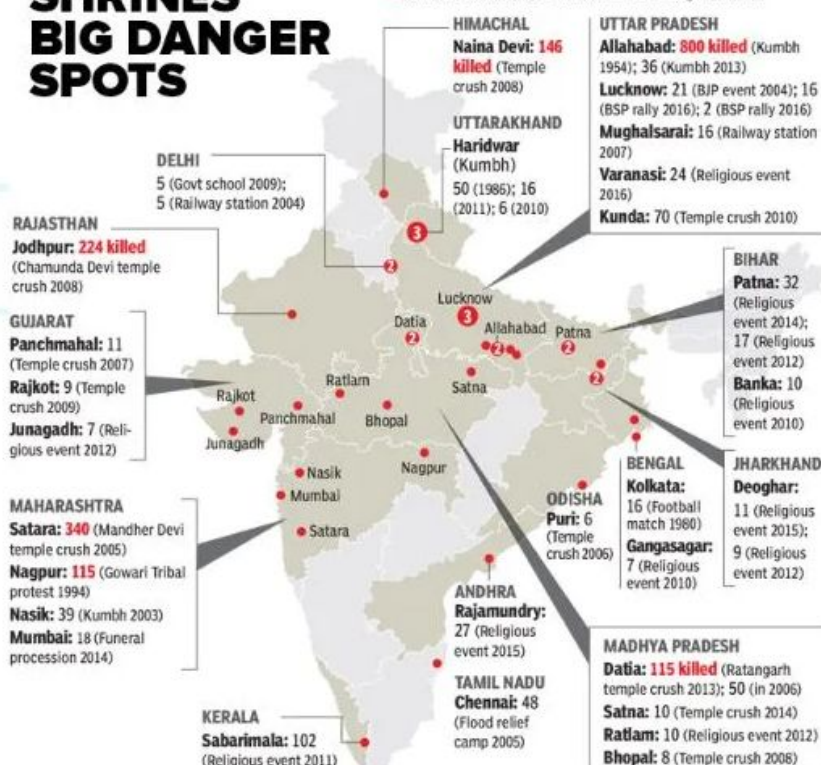 BIG DANGER
SPOTS
HIMACHAL
Naina Devi: 146
killed (Temple
crush 2008)
UTTARAKHAND
Haridwar
(Kumbh)
50 (1986); 16
(2011); 6 (2010)
UTTAR PRADESH
Allahabad: 800 killed (Kumbh
1954); 36 (Kumbh 2013)
Lucknow: 21 (BJP event 2004); 16
(BSP rally 2016); 2 (BSP rally 2016)
Mughalsarai: 16 (Railway station
2007)
Varanasi: 24 (Religious event
2016)
Kunda: 70 (Temple crush 2010)
DELHI
5 (Govt school 2009);
5 (Railway station 2004)
RAJASTHAN
Jodhpur: 224 killed
(Chamunda Devi temple
crush 2008)
GUJARAT
Panchmahal: 11
(Temple crush 2007)
Rajkot: 9 (Temple
crush 2009)
Junagadh: 7 (Reli-
gious event 2012)
MAHARASHTRA
Satara: 340 (Mandher Devi
temple crush 2005)
Nagpur: 115 (Gowari Tribal
protest 1994)
Nasik: 39 (Kumbh 2003)
Mumbai: 18 (Funeral
procession 2014)
KERALA
Sabarimala: 102
(Religious event 2011)
3
2
Lucknow
3
Datia
2
Allahabad
2
Patna
2
2
Satna
Ratlam
Rajkot
Panchmahal
Bhopal
Junagadh
Nasik
Nagpur
Mumbai
Satara
BIHAR
Patna: 32
(Religious
event 2014);
17 (Religious
event 2012)
Banka: 10
(Religious
event 2010)
JHARKHAND
Deoghar:
11 (Religious
event 2015);
9 (Religious
event 2012)
BENGAL
Kolkata:
16 (Football
match 1980)
Gangasagar:
7 (Religious
event 2010)
ODISHA
Puri: 6
(Temple
crush 2006)
ANDHRA
Rajamundry:
27 (Religious
event 2015)
TAMIL NADU
Chennai: 48
(Flood relief
camp 2005)
MADHYA PRADESH
Datia: 115 killed (Ratangarh
temple crush 2013); 50 (in 2006)
Satna: 10 (Temple crush 2014)
Ratlam: 10 (Religious event 2012)
Bhopal: 8 (Temple crush 2008)